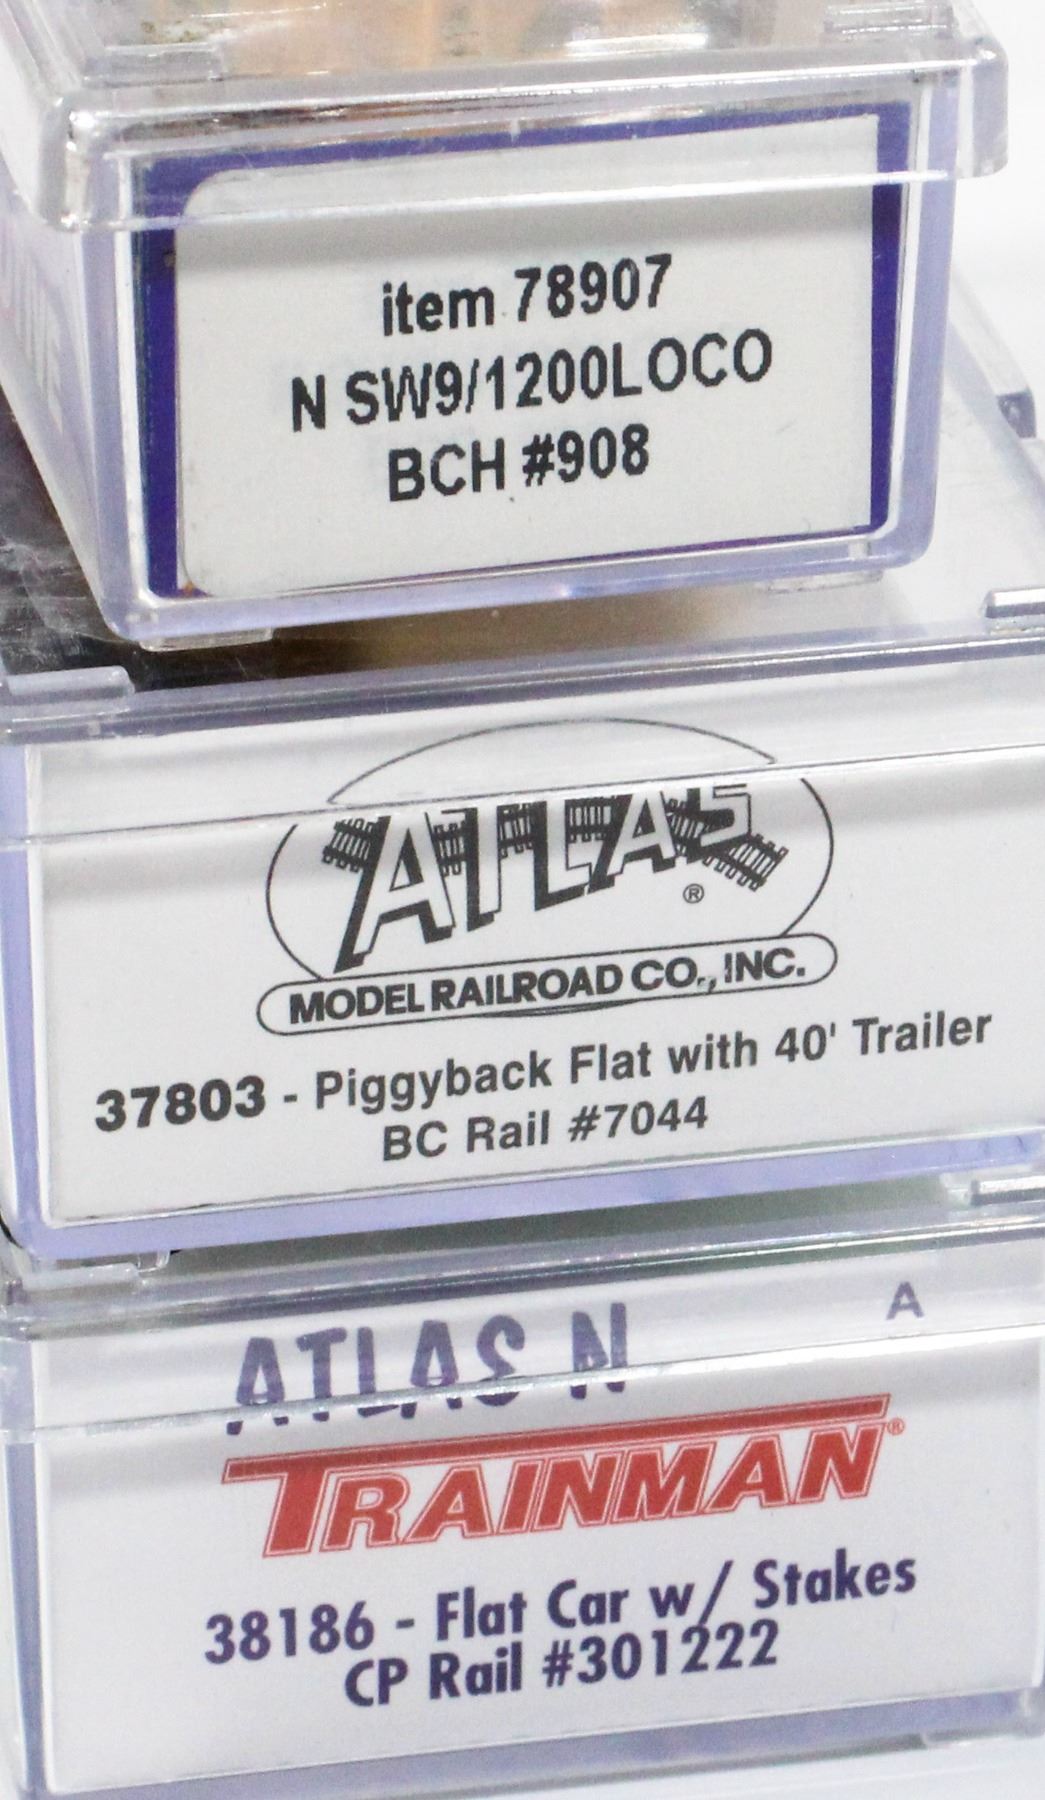 item 78907
N SW9/1200LOCO
BCH #908
ATLAS®
MODEL RAILROAD CO., INC.
37803 - Piggyback Flat with 40' Trailer
BC Rail #7044
A
ATLAS N
TRAINMAN®
38186 - Flat Car w/ Stakes
CP Rail #301222